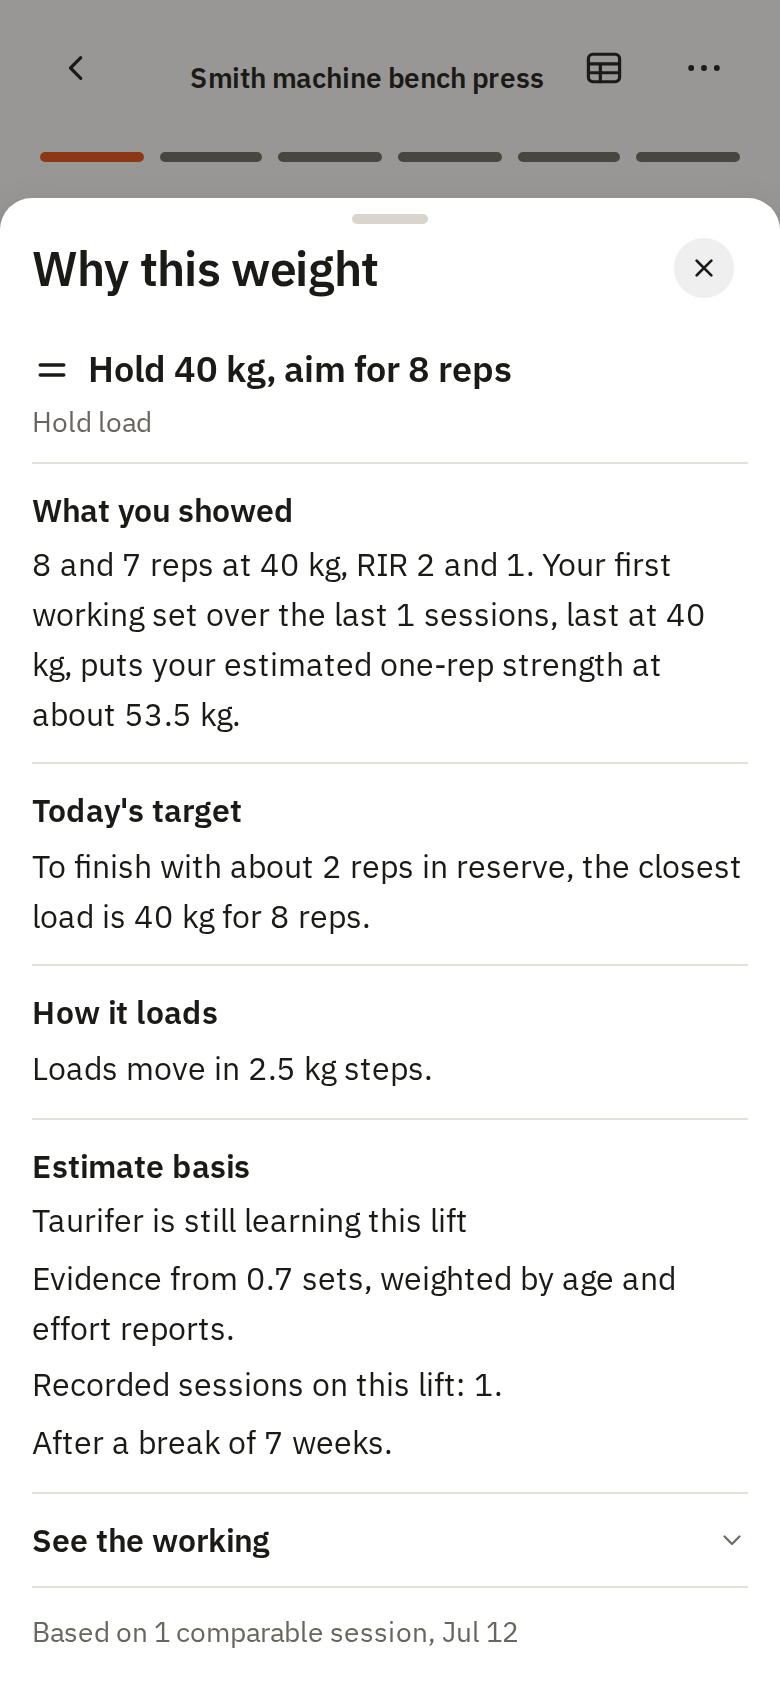 Smith machine bench press
Why this weight
Hold 40 kg, aim for 8 reps
Hold load
What you showed
8 and 7 reps at 40 kg, RIR 2 and 1. Your first
working set over the last 1 sessions, last at 40
kg, puts your estimated one-rep strength at
about 53.5 kg.
Today's target
To finish with about 2 reps in reserve, the closest
load is 40 kg for 8 reps.
How it loads
Loads move in 2.5 kg steps.
Estimate basis
Taurifer is still learning this lift
Evidence from 0.7 sets, weighted by age and
effort reports.
Recorded sessions on this lift: 1.
After a break of 7 weeks.
See the working
Based on 1 comparable session, Jul 12